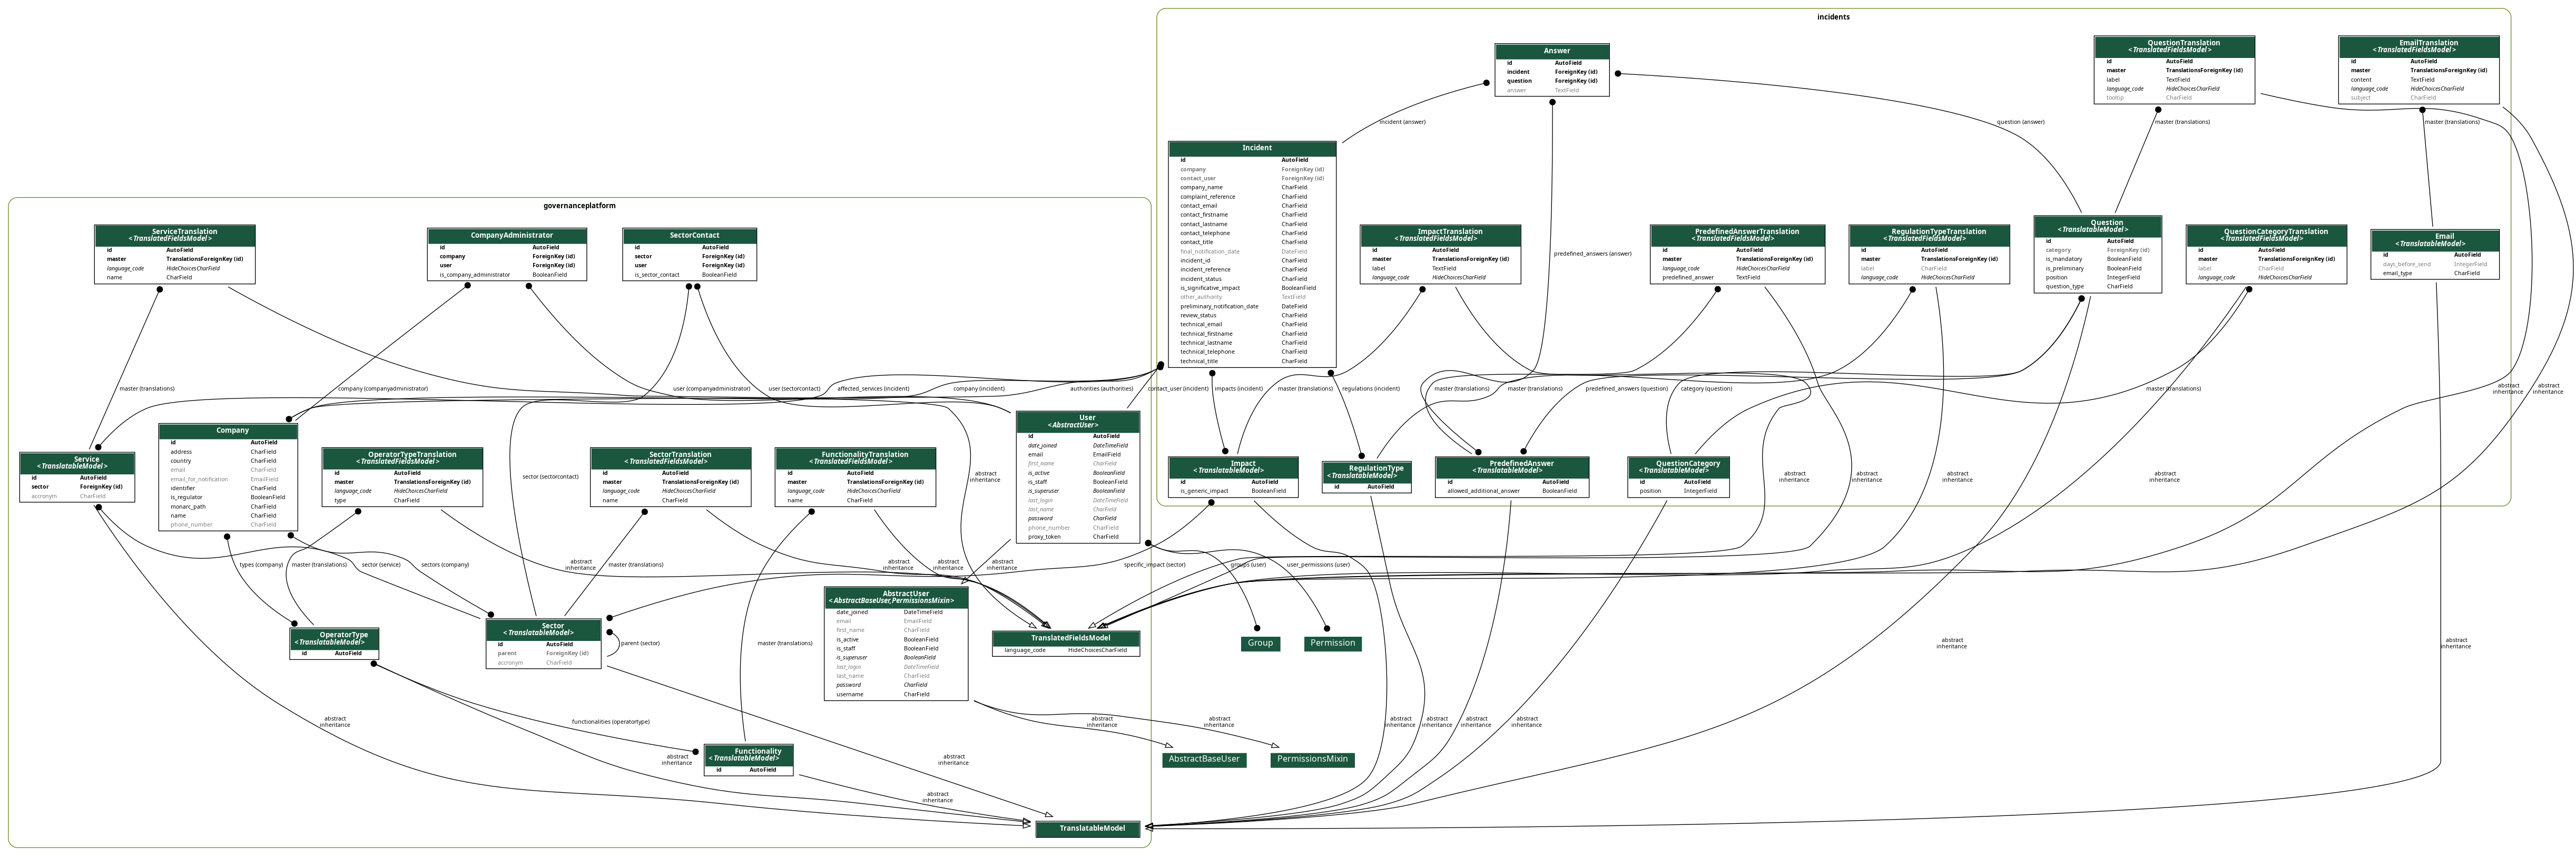 incidents
Answer
id AutoField
incident ForeignKey (id)
question ForeignKey (id)
answer TextField
QuestionTranslation
<TranslatedFieldsModel>
id AutoField
master TranslationsForeignKey (id)
label TextField
language_code HideChoicesCharField
tooltip CharField
EmailTranslation
<TranslatedFieldsModel>
id AutoField
master TranslationsForeignKey (id)
content TextField
language_code HideChoicesCharField
subject CharField
incident (answer)
question (answer)
master (translations)
master (translations)
Incident
id AutoField
company ForeignKey (id)
contact_user ForeignKey (id)
company_name CharField
complaint_reference CharField
contact_email CharField
contact_firstname CharField
contact_lastname CharField
contact_telephone CharField
contact_title CharField
final_notification_date DateField
incident_id CharField
incident_reference CharField
incident_status CharField
is_significative_impact BooleanField
other_authority TextField
preliminary_notification_date DateField
review_status CharField
technical_email CharField
technical_firstname CharField
technical_lastname CharField
technical_telephone CharField
technical_title CharField
ImpactTranslation
<TranslatedFieldsModel>
id AutoField
master TranslationsForeignKey (id)
label TextField
language_code HideChoicesCharField
predefined_answers (answer)
PredefinedAnswerTranslation
<TranslatedFieldsModel>
id AutoField
master TranslationsForeignKey (id)
language_code HideChoicesCharField
predefined_answer TextField
RegulationTypeTranslation
<TranslatedFieldsModel>
id AutoField
master TranslationsForeignKey (id)
label CharField
language_code HideChoicesCharField
Question
<TranslatableModel>
id AutoField
category ForeignKey (id)
is_mandatory BooleanField
is_preliminary BooleanField
position IntegerField
question_type CharField
QuestionCategoryTranslation
<TranslatedFieldsModel>
id AutoField
master TranslationsForeignKey (id)
label CharField
language_code HideChoicesCharField
Email
<TranslatableModel>
id AutoField
days_before_send IntegerField
email_type CharField
governanceplatform
ServiceTranslation
<TranslatedFieldsModel>
id AutoField
master TranslationsForeignKey (id)
language_code HideChoicesCharField
name CharField
CompanyAdministrator
id AutoField
company ForeignKey (id)
user ForeignKey (id)
is_company_administrator BooleanField
SectorContact
id AutoField
sector ForeignKey (id)
user ForeignKey (id)
is_sector_contact BooleanField
master (translations)
company (companyadministrator)
user (companyadministrator)
user (sectorcontact)
affected_services (incident)
company (incident)
authorities (authorities)
contact_user (incident)
impacts (incident)
master (translations)
regulations (incident)
master (translations)
master (translations)
predefined_answers (question)
category (question)
master (translations)
abstract
inheritance
abstract
inheritance
Service
<TranslatableModel>
id AutoField
sector ForeignKey (id)
accronym CharField
Company
id AutoField
address CharField
country CharField
email CharField
email_for_notification EmailField
identifier CharField
is_regulator BooleanField
monarc_path CharField
name CharField
phone_number CharField
OperatorTypeTranslation
<TranslatedFieldsModel>
id AutoField
master TranslationsForeignKey (id)
language_code HideChoicesCharField
type CharField
sector (sectorcontact)
SectorTranslation
<TranslatedFieldsModel>
id AutoField
master TranslationsForeignKey (id)
language_code HideChoicesCharField
name CharField
FunctionalityTranslation
<TranslatedFieldsModel>
id AutoField
master TranslationsForeignKey (id)
language_code HideChoicesCharField
name CharField
abstract
inheritance
User
<AbstractUser>
id AutoField
date_joined DateTimeField
email EmailField
first_name CharField
is_active BooleanField
is_staff BooleanField
is_superuser BooleanField
last_login DateTimeField
last_name CharField
password CharField
phone_number CharField
proxy_token CharField
Impact
<TranslatableModel>
id AutoField
is_generic_impact BooleanField
RegulationType
<TranslatableModel>
id AutoField
PredefinedAnswer
<TranslatableModel>
id AutoField
allowed_additional_answer BooleanField
QuestionCategory
<TranslatableModel>
id AutoField
position IntegerField
abstract
inheritance
abstract
inheritance
abstract
inheritance
abstract
inheritance
types (company)
master (translations)
sector (service)
sectors (company)
abstract
inheritance
master (translations)
abstract
inheritance
abstract
inheritance
abstract
inheritance
specific_impact (sector)
groups (user)
user_permissions (user)
OperatorType
<TranslatableModel>
id AutoField
Sector
<TranslatableModel>
id AutoField
parent ForeignKey (id)
accronym CharField
parent (sector)
master (translations)
AbstractUser
<AbstractBaseUser,PermissionsMixin>
date_joined DateTimeField
email EmailField
first_name CharField
is_active BooleanField
is_staff BooleanField
is_superuser BooleanField
last_login DateTimeField
last_name CharField
password CharField
username CharField
TranslatedFieldsModel
language_code HideChoicesCharField
Group
Permission
abstract
inheritance
abstract
inheritance
abstract
inheritance
functionalities (operatortype)
abstract
inheritance
abstract
inheritance
abstract
inheritance
abstract
inheritance
abstract
inheritance
abstract
inheritance
abstract
inheritance
abstract
inheritance
Functionality
<TranslatableModel>
id AutoField
abstract
inheritance
AbstractBaseUser
PermissionsMixin
abstract
inheritance
TranslatableModel